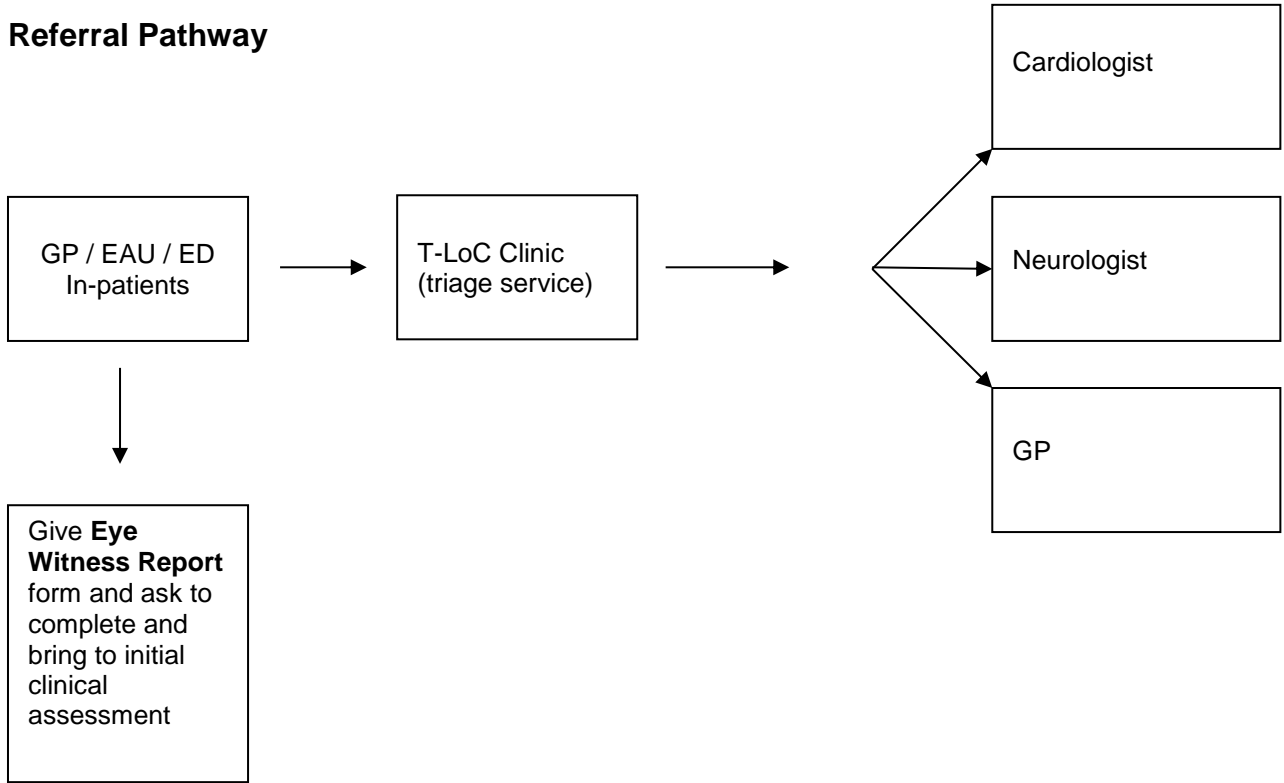 Referral Pathway
Cardiologist
GP / EAU / ED
In-patients
T-LoC Clinic
(triage service)
Neurologist
GP
Give Eye
Witness Report
form and ask to
complete and
bring to initial
clinical
assessment